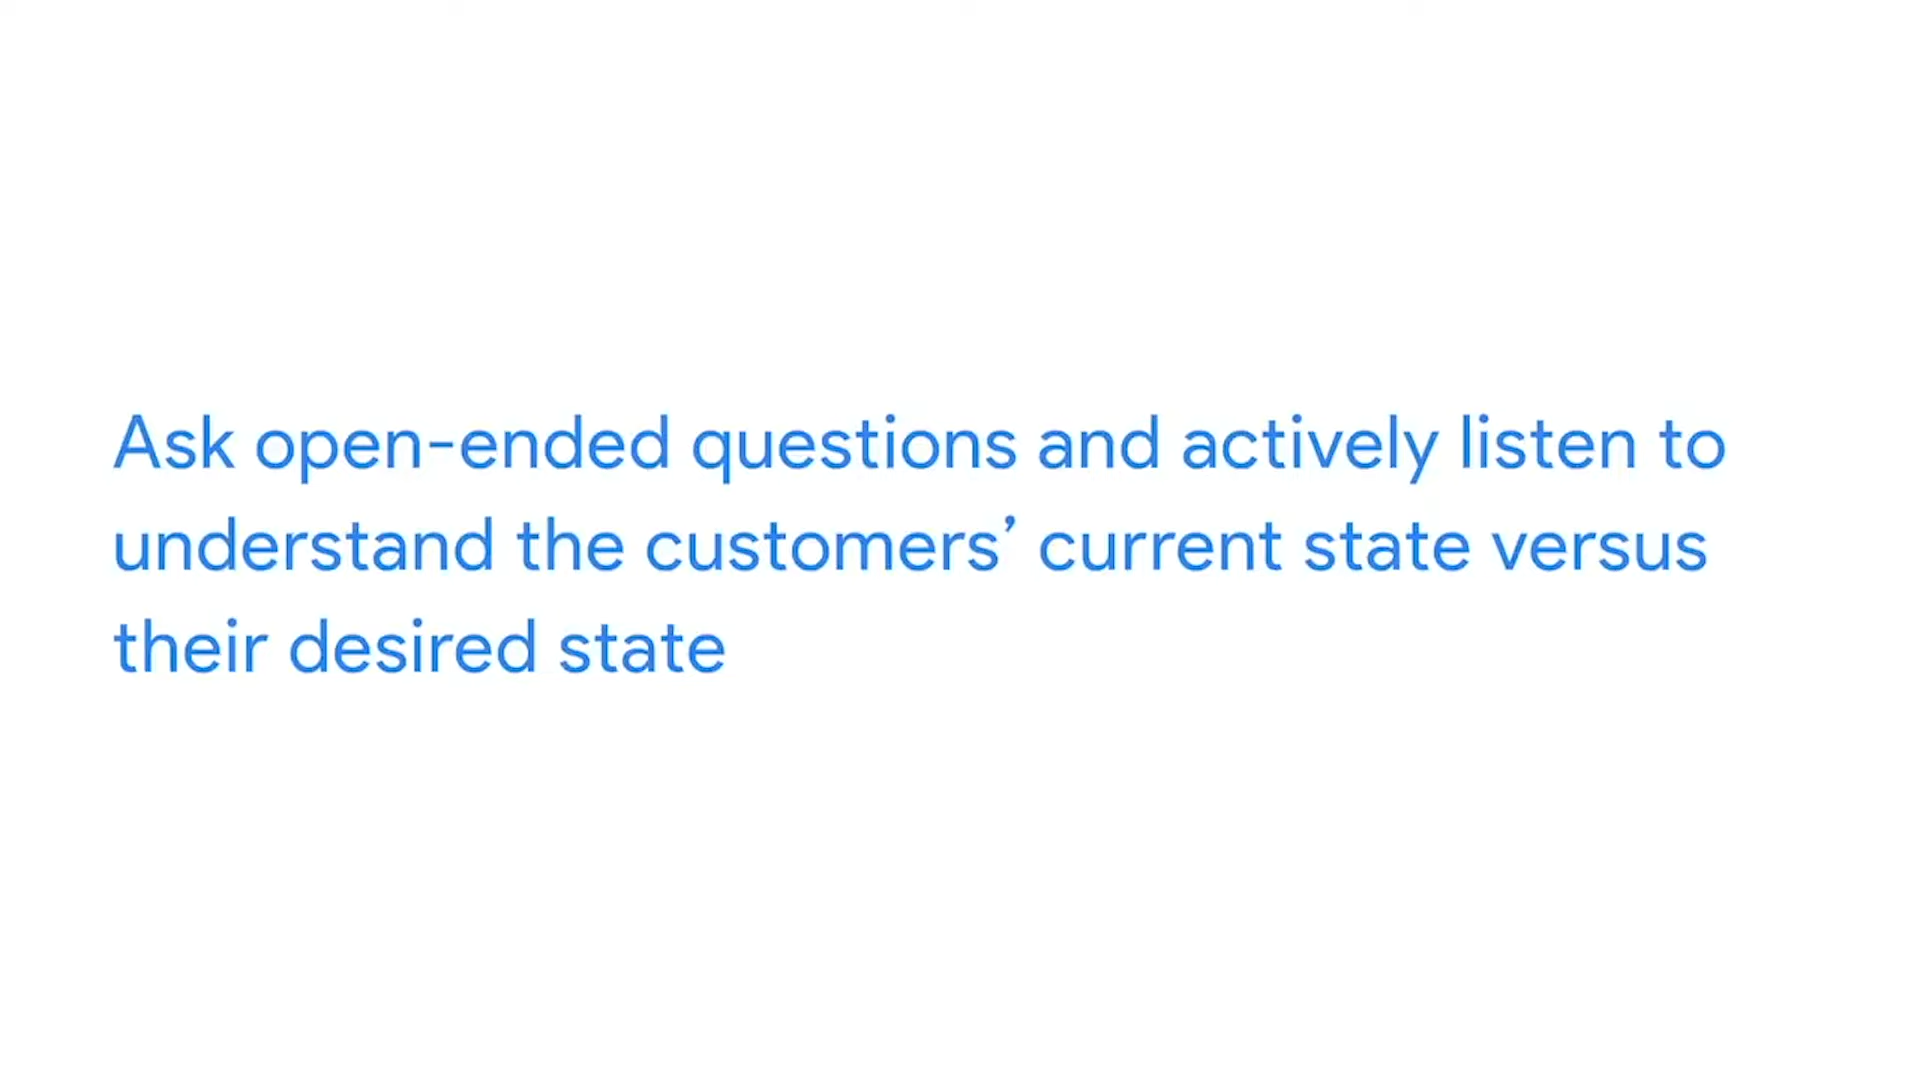 Ask open-ended questions and actively listen to
understand the customers’ current state versus
their desired state